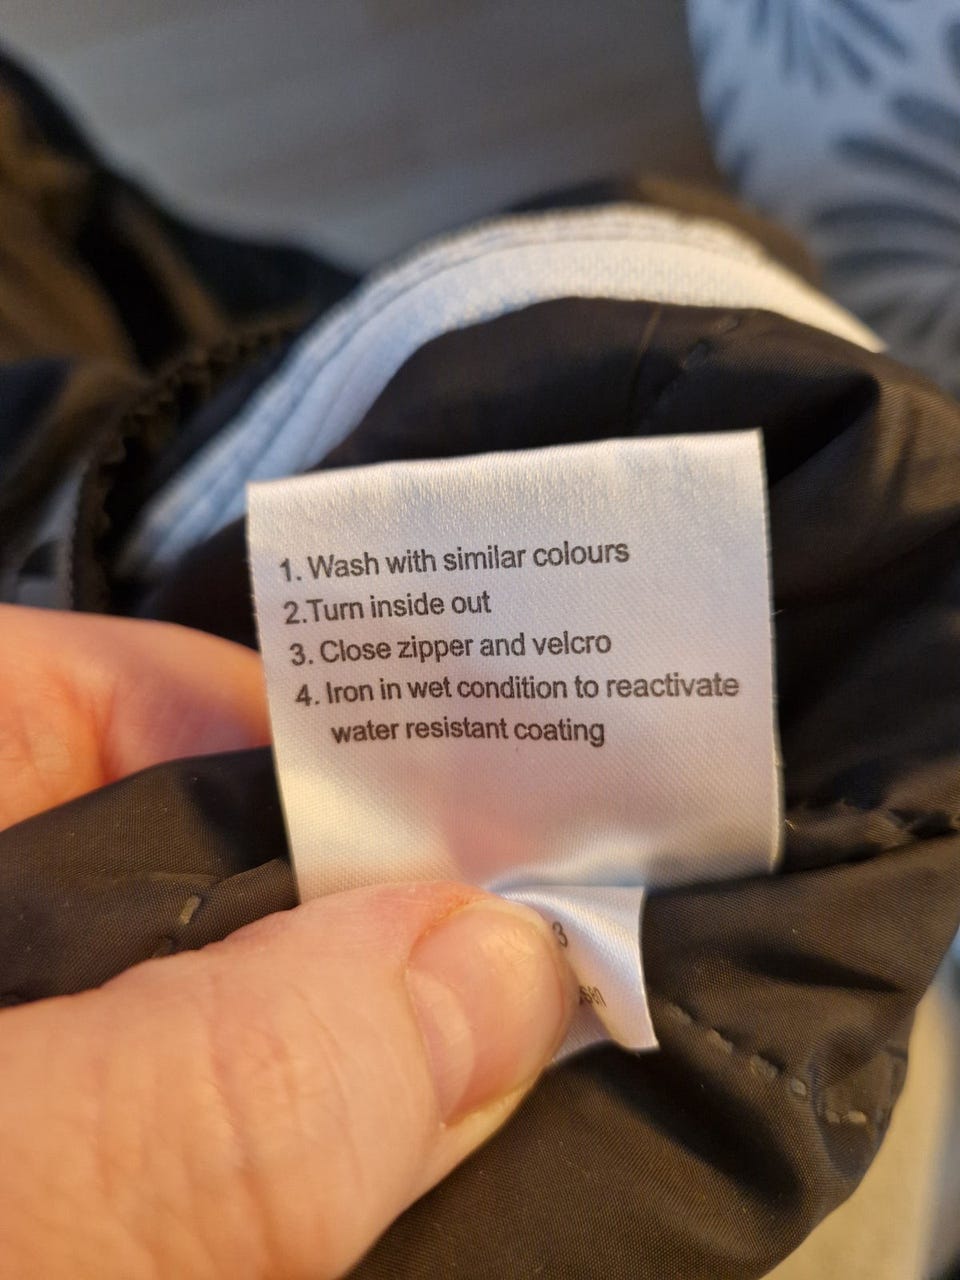 1. Wash with similar colours
2.Turn inside out
3. Close zipper and velcro
4. Iron in wet condition to reactivate
water resistant coating
3